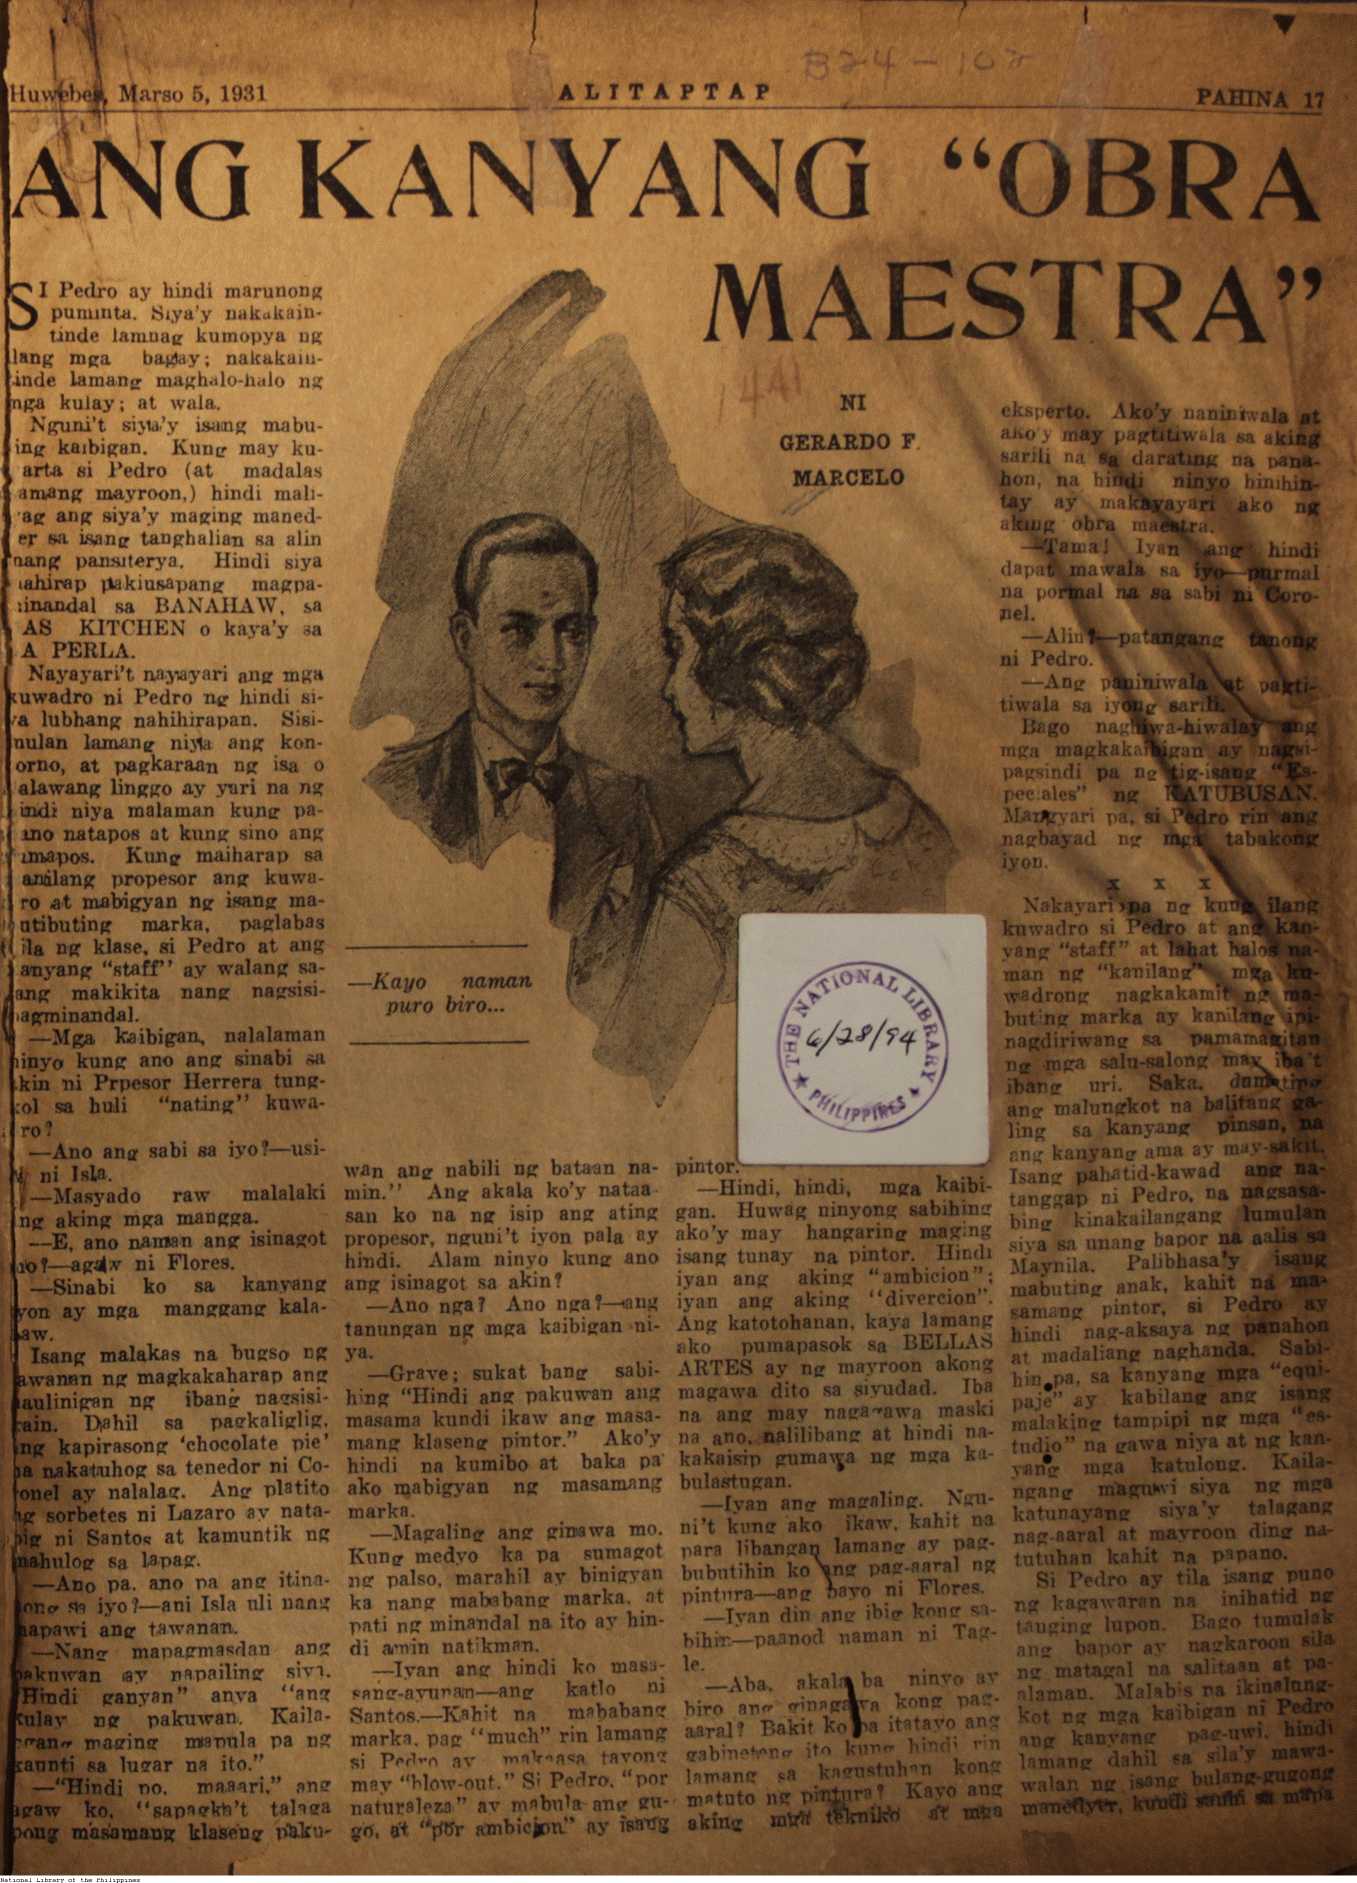 Huwebes, Marso 5, 1931
ALITAPTAP
PAHINA 17
B24-102
ANG KANYANG "OBRA
MAESTRA"
1441
NI
GERARDO F.
MARCELO
SI Pedro ay hindi marunong
puminta. Siya'y nakakain-
tinde lamnag kumopya ng
lang mga bagay; nakakain-
inde lamang maghalo-halo ng
nga kulay; at wala.
Nguni't siya'y isang mabu-
ing kaibigan. Kung may ku-
arta si Pedro (at madalas
amang mayroon,) hindi mali-
ag ang siya'y maging maned-
er sa isang tanghalian sa alin
nang pansiterya. Hindi siya
ahirap pakiusapang magpa-
inandal sa BANAHAW, sa
AS KITCHEN o kaya'y sa
A PERLA.
Nayayari't nayayari ang mga
kuwadro ni Pedro ng hindi si-
ya lubhang nahihirapan. Sisi-
nulan lamang niya ang kon-
orno, at pagkaraan ng isa o
alawang linggo ay yari na ng
indi niya malaman kung pa-
ano natapos at kung sino ang
umapos. Kung maiharap sa
anilang propesor ang kuwa-
ro at mabigyan ng isang ma-
utibuting marka, paglabas
ila ng klase, si Pedro at ang
anyang "staff" ay walang sa-
ang makikita nang nagsisi-
pagminandal.
—Mga kaibigan, nalalaman
ninyo kung ano ang sinabi sa
akin ni Prpesor Herrera tung-
kol sa huli "nating" kuwa-
ro?
—Ano ang sabi sa iyo?—usi-
ni Isla.
—Masyado raw malalaki
ng aking mga mangga.
—E, ano naman ang isinagot
mo?—agaw ni Flores.
—Sinabi ko sa kanyang
iyon ay mga manggang kala-
baw.
Isang malakas na bugso ng
tawanan ng magkakaharap ang
naulinigan ng ibang nagsisi-
kain. Dahil sa pagkaliglig,
ang kapirasong 'chocolate pie'
na nakatuhog sa tenedor ni Co-
ronel ay nalalag. Ang platito
ng sorbetes ni Lazaro ay nata-
big ni Santos at kamuntik ng
mahulog sa lapag.
—Ano pa, ano pa ang itina-
nong sa iyo?—ani Isla uli nang
mapawi ang tawanan.
—Nang mapagmasdan ang
pakuwan ay napailing siya.
"Hindi ganyan" anya "ang
kulay ng pakuwan. Kaila-
ngang maging mapula pa ng
kaunti sa lugar na ito."
—"Hindi po, maaari," ang
agaw ko, "sapagka't talaga
pong masamang klaseng paku-
—Kayo naman
puro biro...
wan ang nabili ng bataan na-
min." Ang akala ko'y nataa-
san ko na ng isip ang ating
propesor, nguni't iyon pala ay
hindi. Alam ninyo kung ano
ang isinagot sa akin?
—Ano nga? Ano nga?—ang
tanungan ng mga kaibigan ni-
ya.
—Grave; sukat bang sabi-
hing "Hindi ang pakuwan ang
masama kundi ikaw ang masa-
mang klaseng pintor." Ako'y
hindi na kumibo at baka pa
ako mabigyan ng masamang
marka.
—Magaling ang ginawa mo.
Kung medyo ka pa sumagot
ng palso, marahil ay binigyan
ka nang mababang marka, at
pati ng minandal na ito ay hin-
di amin natikman.
—Iyan ang hindi ko masa-
sang-ayunan—ang katlo ni
Santos.—Kahit na mababang
marka, pag "much" rin lamang
si Pedro ay makaasa tayong
may "blow-out." Si Pedro, "por
naturaleza" ay mabula ang gu-
go, at "por ambicion" ay isang
THE NATIONAL LIBRARY
6/28/94
PHILIPPINES
pintor.
—Hindi, hindi, mga kaibi-
gan. Huwag ninyong sabihing
ako'y may hangaring maging
isang tunay na pintor. Hindi
iyan ang aking "ambicion";
iyan ang aking "divercion".
Ang katotohanan, kaya lamang
ako pumapasok sa BELLAS
ARTES ay ng mayroon akong
magawa dito sa siyudad. Iba
na ang may nagagawa maski
na ano, nalilibang at hindi na-
kakaisip gumawa ng mga ka-
bulastugan.
—Iyan ang magaling. Ngu-
ni't kung ako ikaw, kahit na
para libangan lamang ay pag-
bubutihin ko ang pag-aaral ng
pintura—ang payo ni Flores.
—Iyan din ang ibig kong sa-
bihin—paanod naman ni Tag-
le.
—Aba, akala ba ninyo ay
biro ang ginagawa kong pag-
aaral? Bakit ko pa itatayo ang
gabineteng ito kung hindi rin
lamang sa kagustuhan kong
matuto ng pintura? Kayo ang
aking mga tekniko at mga
eksperto. Ako'y naniniwala at
ako'y may pagtitiwala sa aking
sarili na sa darating na pana-
hon, na hindi ninyo hinihin-
tay ay makayayari ako ng
aking obra maestra.
—Tama! Iyan ang hindi
dapat mawala sa iyo—purmal
na pormal na sa sabi ni Coro-
nel.
—Alin?—patangang tanong
ni Pedro.
—Ang paniniwala at pagti-
tiwala sa iyong sarili.
Bago naghiwa-hiwalay ang
mga magkakaibigan ay nagsi-
pagsindi pa ng tig-isang "Es-
peciales" ng KATUBUSAN.
Mangyari pa, si Pedro rin ang
nagbayad ng mga tabakong
iyon.
x x x
Nakayari pa ng kung ilang
kuwadro si Pedro at ang kan-
yang "staff" at lahat halos na-
man ng "kanilang" mga ku-
wadrong nagkakamit ng ma-
buting marka ay kanilang ipi-
nagdiriwang sa pamamagitan
ng mga salu-salong may iba't
ibang uri. Saka, dumating
ang malungkot na balitang ga-
ling sa kanyang pinsan, na
ang kanyang ama ay may-sakit.
Isang pahatid-kawad ang na-
tanggap ni Pedro, na nagsasa-
bing kinakailangang lumulan
siya sa unang bapor na aalis sa
Maynila. Palibhasa'y isang
mabuting anak, kahit na ma-
samang pintor, si Pedro ay
hindi nag-aksaya ng panahon
at madaliang naghanda. Sabi-
hin pa, sa kanyang mga "equi-
paje" ay kabilang ang isang
malaking tampipi ng mga "es-
tudio" na gawa niya at ng kan-
yang mga katulong. Kaila-
ngang maguwi siya ng mga
katunayang siya'y talagang
nag-aaral at mayroon ding na-
tutuhan kahit na papano.
Si Pedro ay tila isang puno
ng kagawaran na inihatid ng
tanging lupon. Bago tumulak
ang bapor ay nagkaroon sila
ng matagal na salitaan at pa-
alaman. Malabis na ikinalung-
kot ng mga kaibigan ni Pedro
ang kanyang pag-uwi, hindi
lamang dahil sa sila'y mawa-
walan ng isang bulang-gugong
manedyer, kundi sa mga
National Library of the Philippines